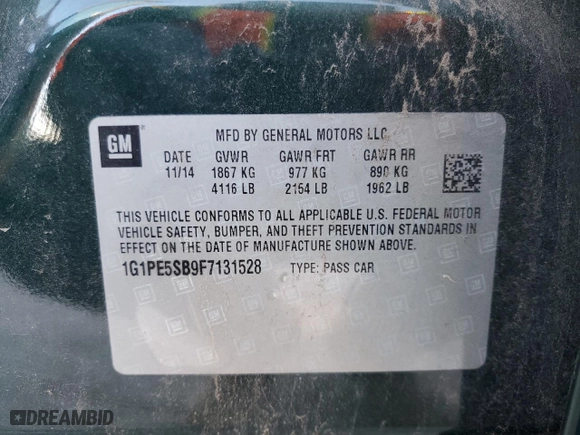 GM
MFD BY GENERAL MOTORS LLC
DATE GVWR GAWR FRT GAWR RR
11/14 1867 KG 977 KG 890 KG
4116 LB 2154 LB 1962 LB
THIS VEHICLE CONFORMS TO ALL APPLICABLE U.S. FEDERAL MOTOR
VEHICLE SAFETY, BUMPER, AND THEFT PREVENTION STANDARDS IN
EFFECT ON THE DATE OF MANUFACTURE SHOWN ABOVE.
1G1PE5SB9F7131528 TYPE: PASS CAR
DREAMBID